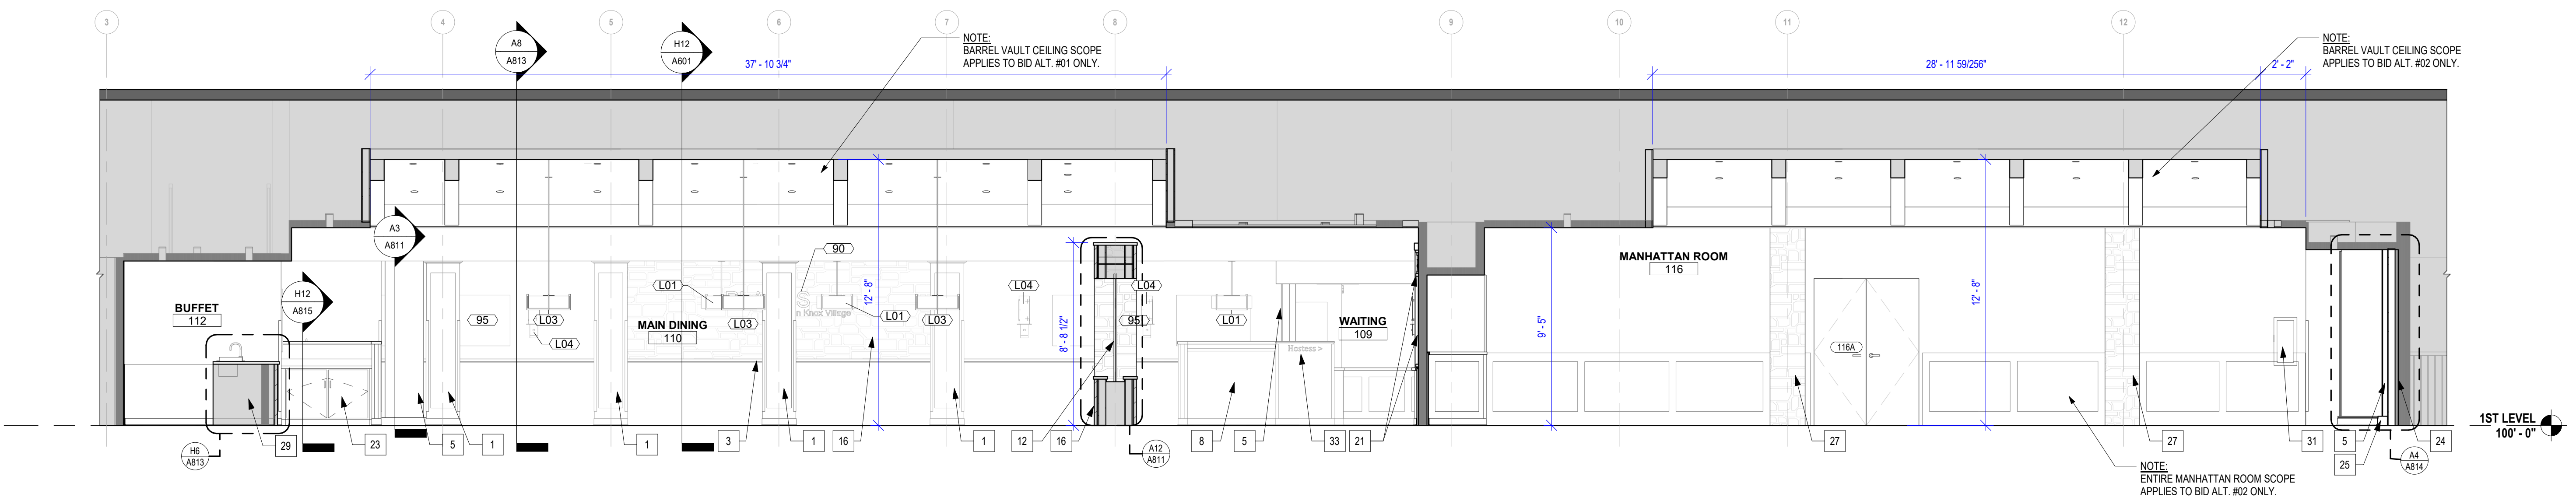 3
4
5
6
7
8
9
10
11
12
A8
A813
H12
A601
NOTE:
BARREL VAULT CEILING SCOPE
APPLIES TO BID ALT. #01 ONLY.
NOTE:
BARREL VAULT CEILING SCOPE
APPLIES TO BID ALT. #02 ONLY.
37' - 10 3/4"
28' - 11 59/256"
2' - 2"
A3
A811
H12
A815
BUFFET
112
95
L03
L04
MAIN DINING
110
L01
L03
90
S
n Knox Village
L01
12' - 8"
L03
L04
8' - 8 1/2"
L04
95
L01
Hostess >
WAITING
109
9' - 5"
MANHATTAN ROOM
116
116A
12' - 8"
1ST LEVEL
100' - 0"
H6
A813
29
23
5
1
1
3
1
16
1
12
16
A12
A811
8
5
33
21
27
27
31
5
25
24
A4
A814
NOTE:
ENTIRE MANHATTAN ROOM SCOPE
APPLIES TO BID ALT. #02 ONLY.